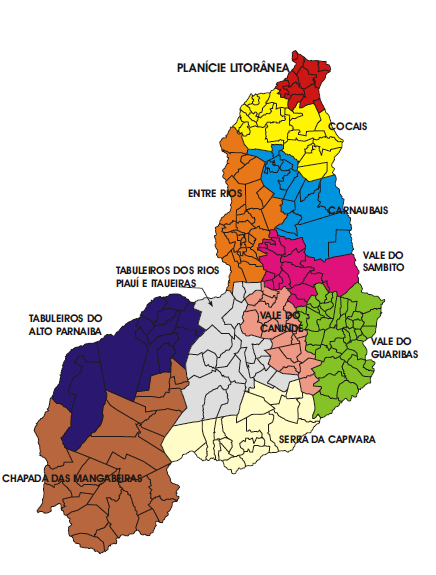 PLANÍCIE LITORÂNEA
COCAIS
ENTRE RIOS
CARNAUBAIS
VALE DO
SAMBITO
TABULEIROS DOS RIOS
PIAUÍ E ITAUEIRAS
VALE DO
CANINDÉ
TABULEIROS DO
ALTO PARNAIBA
VALE DO
GUARIBAS
SERRA DA CAPIVARA
CHAPADA DAS MANGABEIRAS